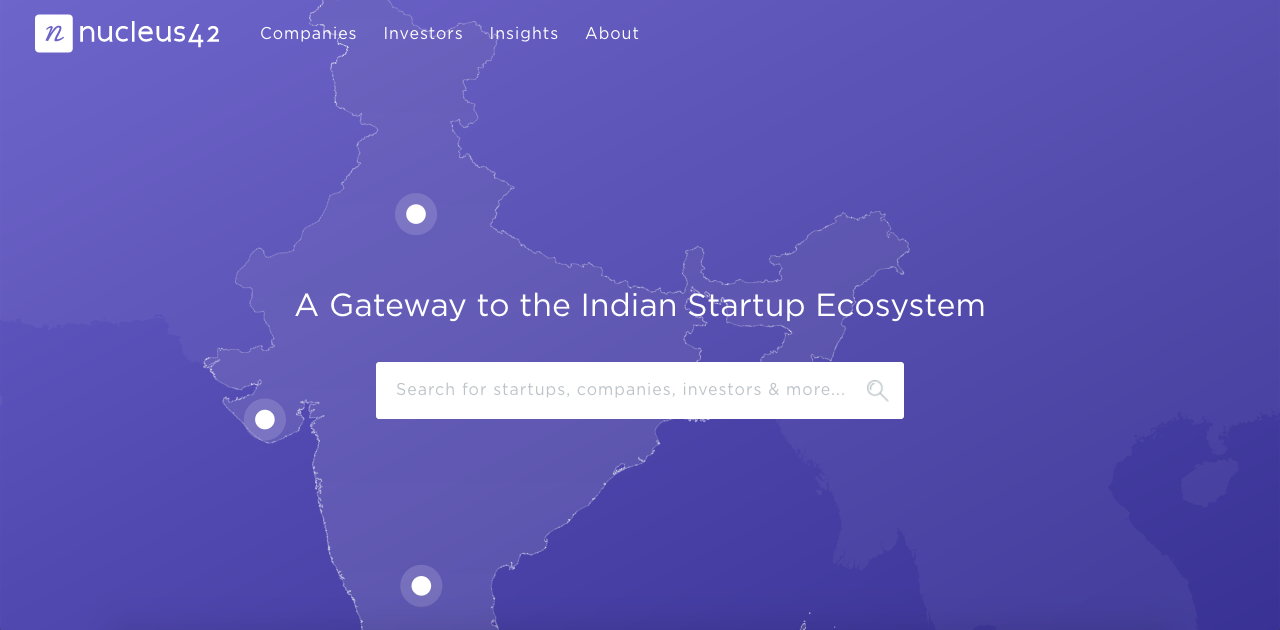 n nucleus42 Companies Investors Insights About
A Gateway to the Indian Startup Ecosystem
Search for startups, companies, investors & more...